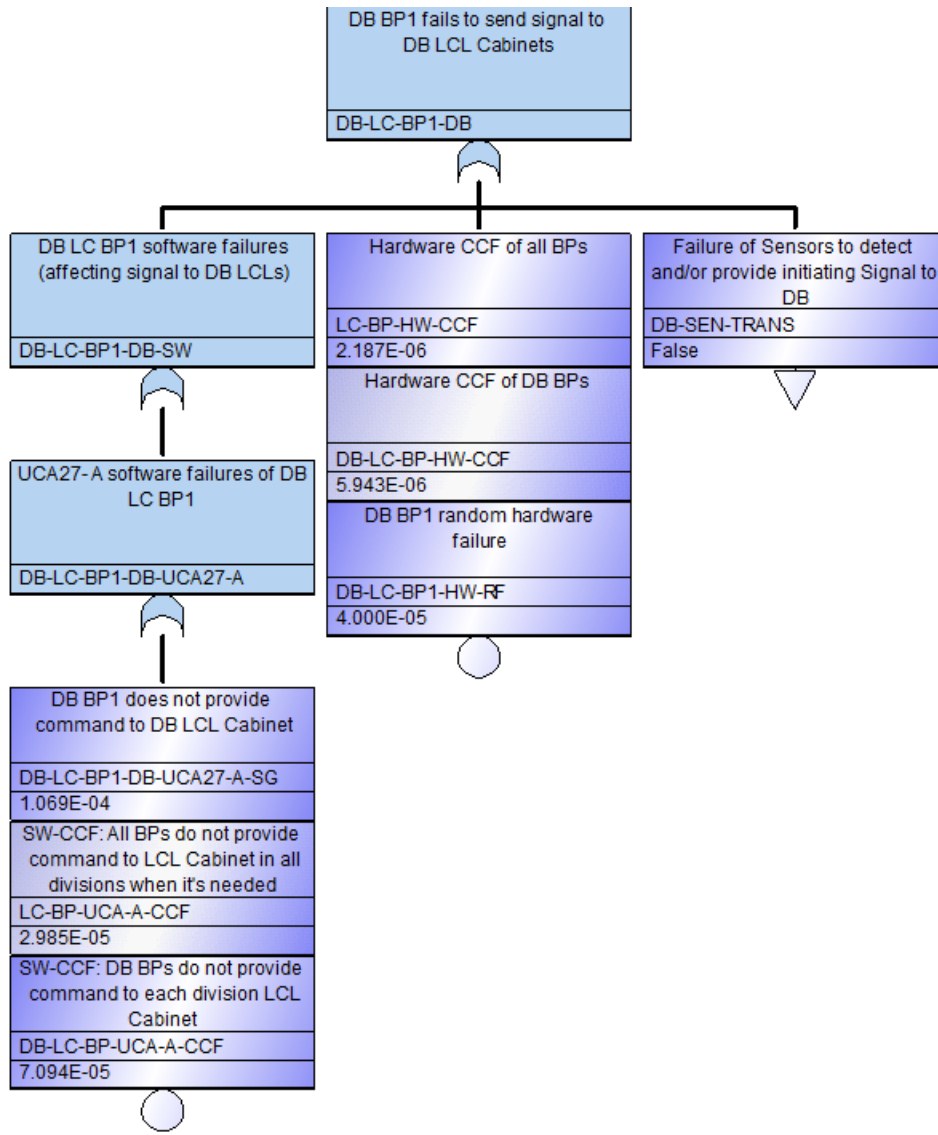 DB BP1 fails to send signal to
DB LCL Cabinets
DB-LC-BP1-DB
DB LC BP1 software failures
(affecting signal to DB LCLs)
DB-LC-BP1-DB-SW
Hardware CCF of all BPs
LC-BP-HW-CCF
2.187E-06
Hardware CCF of DB BPs
DB-LC-BP-HW-CCF
5.943E-06
DB BP1 random hardware
failure
DB-LC-BP1-HW-RF
4.000E-05
Failure of Sensors to detect
and/or provide initiating Signal to
DB
DB-SEN-TRANS
False
UCA27- A software failures of DB
LC BP1
DB-LC-BP1-DB-UCA27-A
DB BP1 does not provide
command to DB LCL Cabinet
DB-LC-BP1-DB-UCA27-A-SG
1.069E-04
SW-CCF: All BPs do not provide
command to LCL Cabinet in all
divisions when it's needed
LC-BP-UCA-A-CCF
2.985E-05
SW-CCF: DB BPs do not provide
command to each division LCL
Cabinet
DB-LC-BP-UCA-A-CCF
7.094E-05